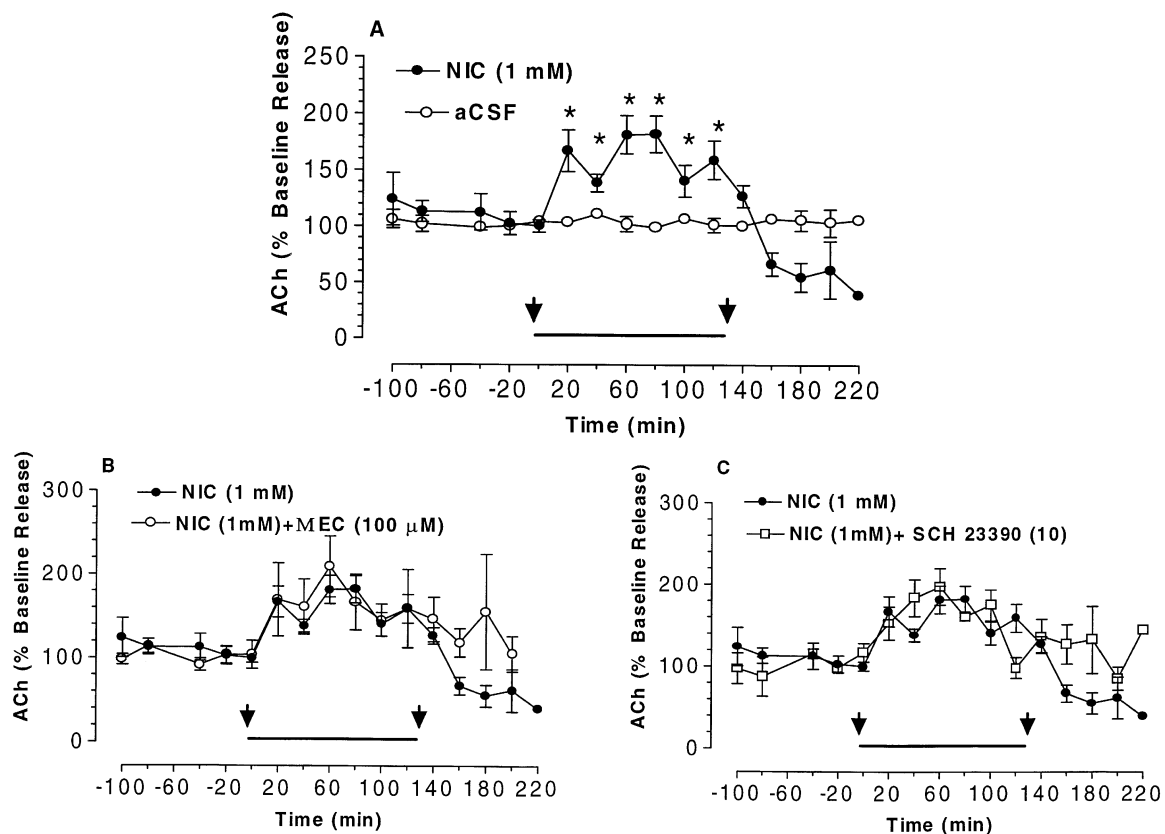 A
ACh (% Baseline Release)
250
200
150
100
50
0
NIC (1 mM)
aCSF
* * * * * *
-100 -60 -20 20 60 100 140 180 220
Time (min)
B
ACh (% Baseline Release)
300
200
100
0
NIC (1 mM)
NIC (1mM)+MEC (100 μM)
-100 -60 -20 20 60 100 140 180 220
Time (min)
C
ACh (% Baseline Release)
300
200
100
0
NIC (1 mM)
NIC (1mM)+ SCH 23390 (10)
-100 -60 -20 20 60 100 140 180 220
Time (min)